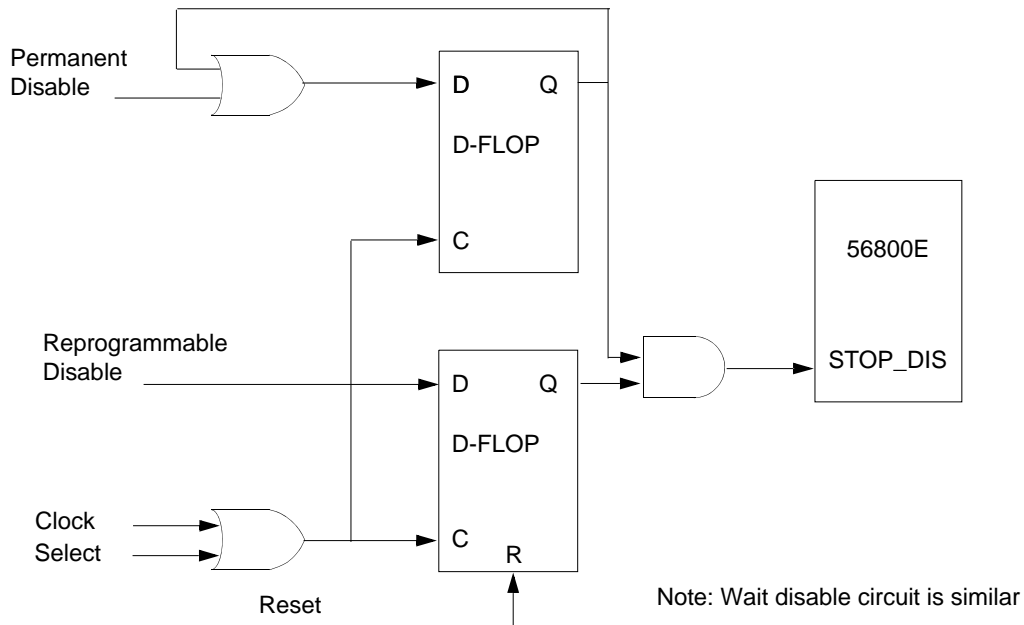 Permanent
Disable
D
Q
D-FLOP
C
56800E
STOP_DIS
Reprogrammable
Disable
D
Q
D-FLOP
C
R
Clock
Select
Reset
Note: Wait disable circuit is similar